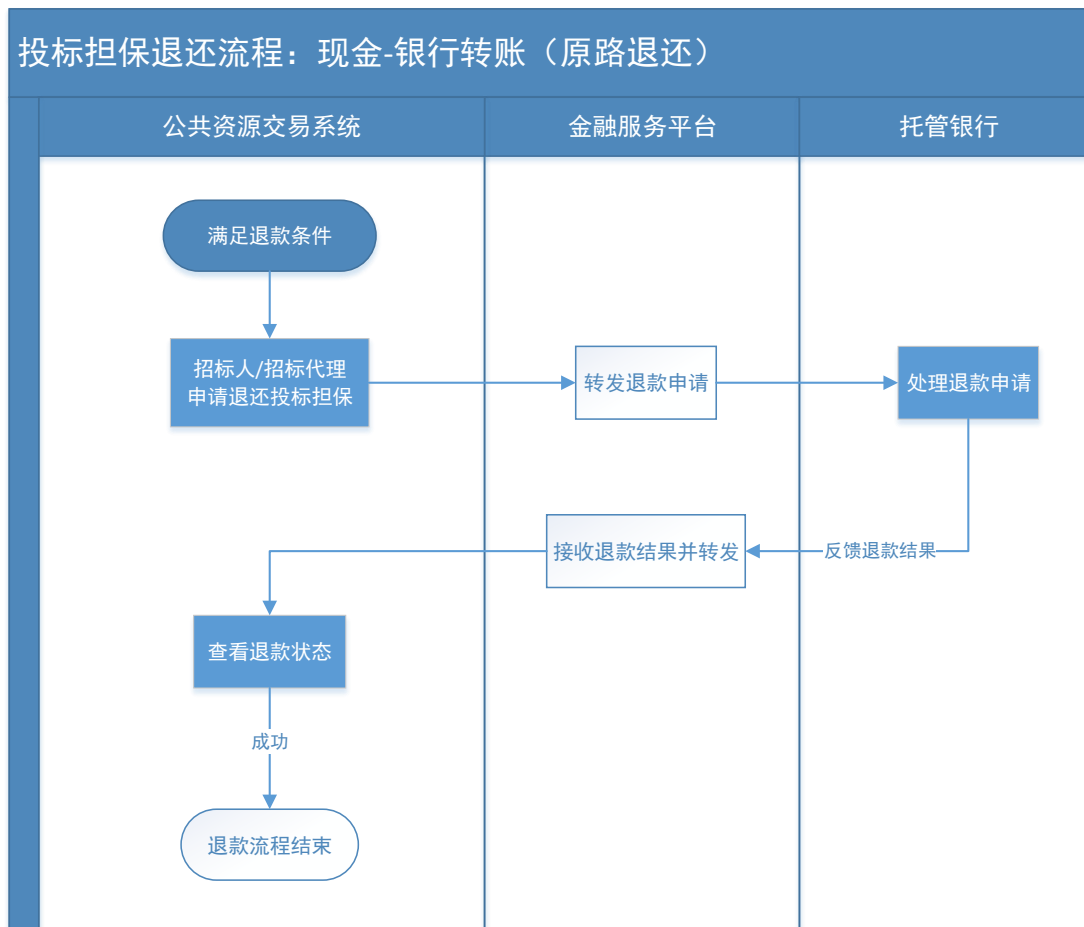 投标担保退还流程：现金-银行转账（原路退还）
公共资源交易系统
金融服务平台
托管银行
满足退款条件
招标人/招标代理
申请退还投标担保
转发退款申请
处理退款申请
接收退款结果并转发
反馈退款结果
查看退款状态
成功
退款流程结束